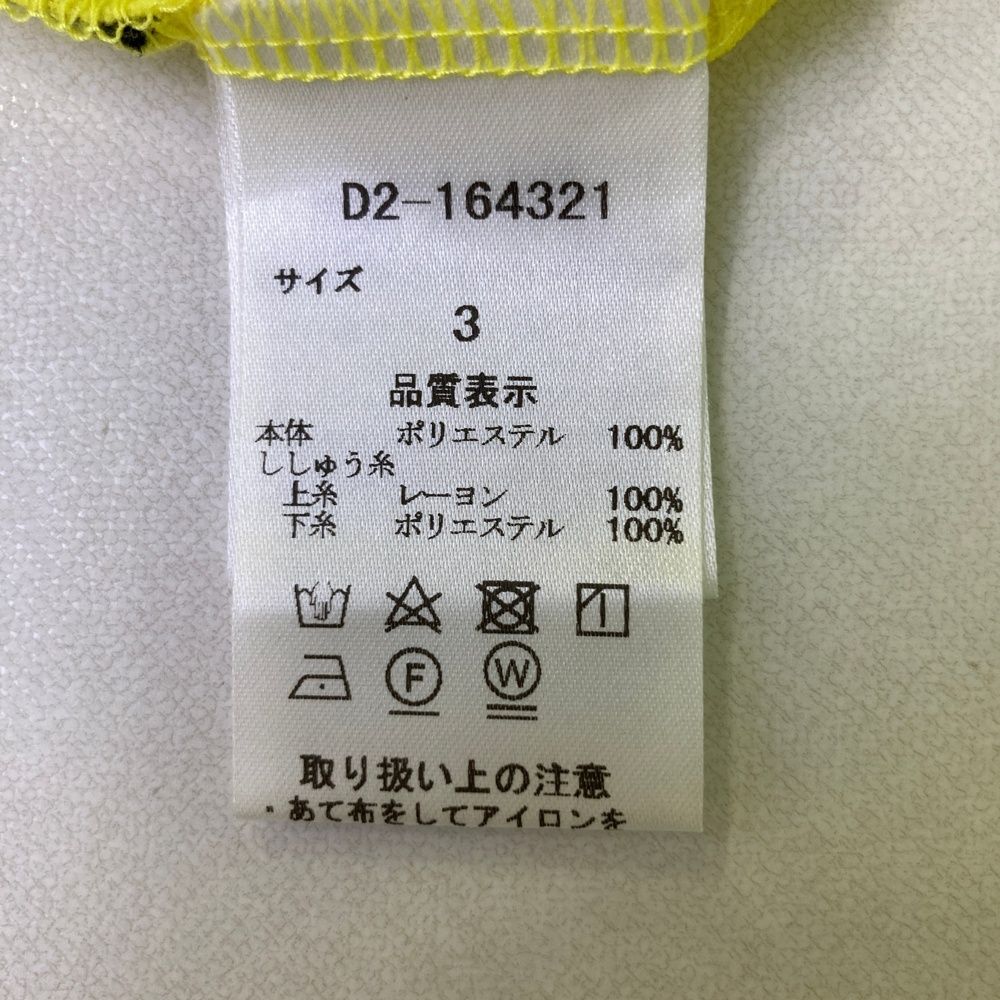 D2-164321
サイズ
3
品質表示
本体 ポリエステル 100%
ししゅう糸
上糸 レーヨン 100%
下糸 ポリエステル 100%
F W
取り扱い上の注意
・あて布をしてアイロンを